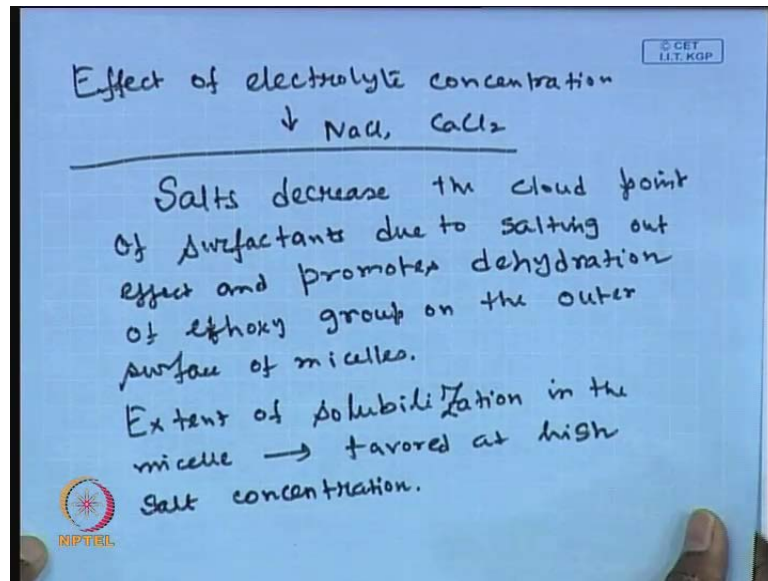 © CET
I.I.T. KGP
Effect of electrolyte concentration
↓ NaCl, CaCl2
Salts decrease the cloud point
of surfactants due to salting out
effect and promotes dehydration
of ethoxy group on the outer
surface of micelles.
Extent of solubilization in the
micelle → favored at high
salt concentration.
NPTEL